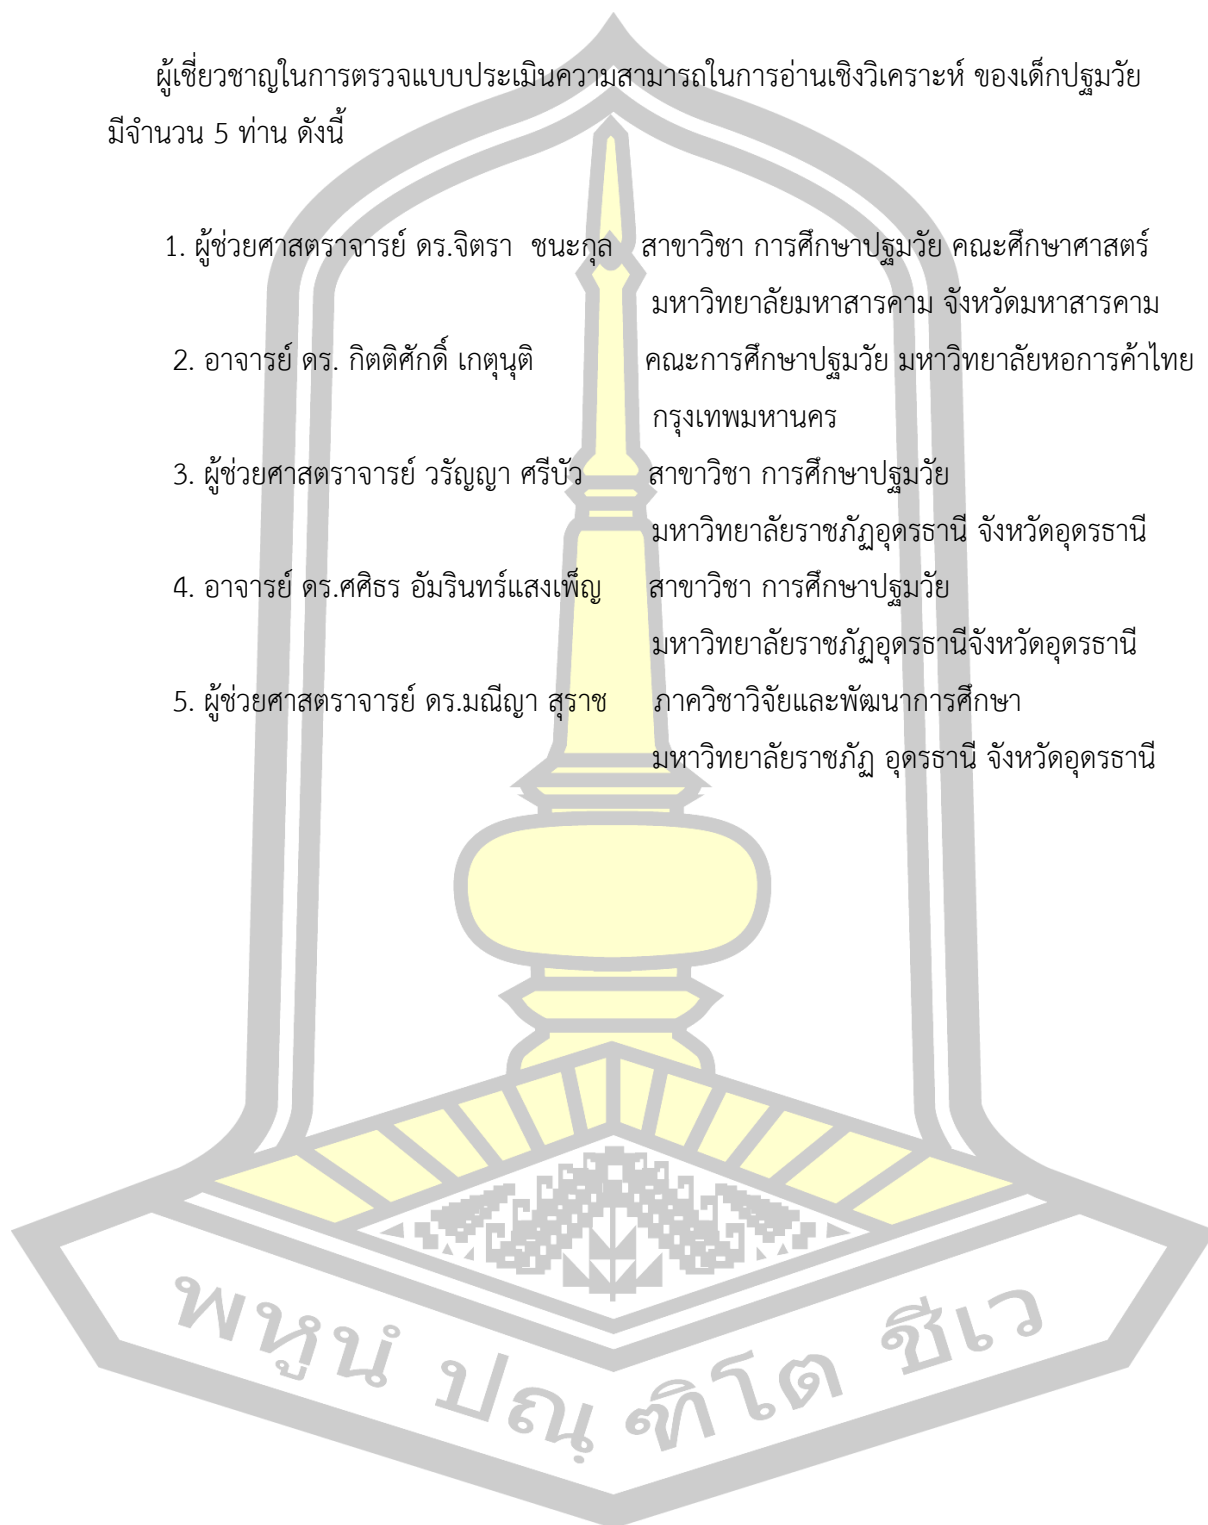 ผู้เชี่ยวชาญในการตรวจแบบประเมินความสามารถในการอ่านเชิงวิเคราะห์ ของเด็กปฐมวัย
มีจำนวน 5 ท่าน ดังนี้
1. ผู้ช่วยศาสตราจารย์ ดร.จิตรา ชนะกุล สาขาวิชา การศึกษาปฐมวัย คณะศึกษาศาสตร์
มหาวิทยาลัยมหาสารคาม จังหวัดมหาสารคาม
2. อาจารย์ ดร. กิตติศักดิ์ เกตุนุติ คณะการศึกษาปฐมวัย มหาวิทยาลัยหอการค้าไทย
กรุงเทพมหานคร
3. ผู้ช่วยศาสตราจารย์ วรัญญา ศรีบัว สาขาวิชา การศึกษาปฐมวัย
มหาวิทยาลัยราชภัฏอุดรธานี จังหวัดอุดรธานี
4. อาจารย์ ดร.ศศิธร อัมรินทร์แสงเพ็ญ สาขาวิชา การศึกษาปฐมวัย
มหาวิทยาลัยราชภัฏอุดรธานีจังหวัดอุดรธานี
5. ผู้ช่วยศาสตราจารย์ ดร.มณีญา สุราช ภาควิชาวิจัยและพัฒนาการศึกษา
มหาวิทยาลัยราชภัฏ อุดรธานี จังหวัดอุดรธานี
พหูนํ ปณฺ ฑิโต ชีเว